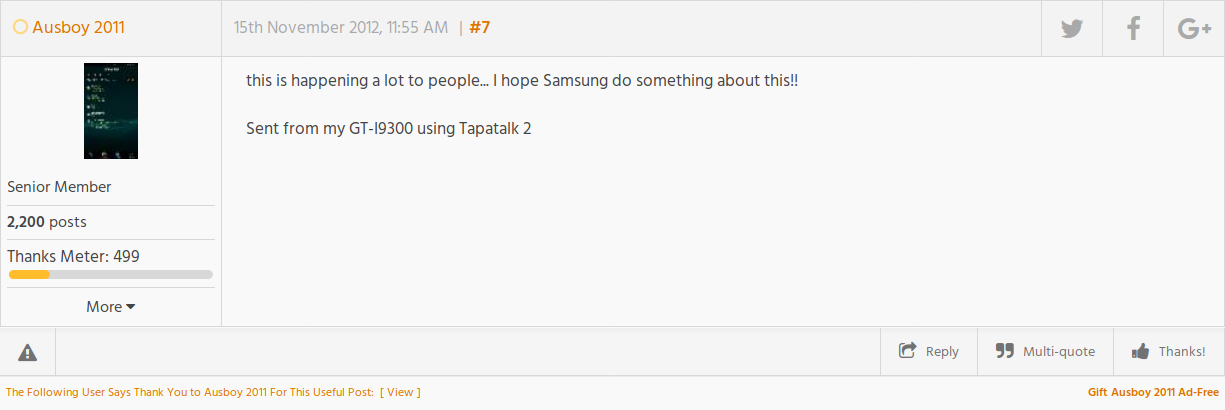 Ausboy 2011
15th November 2012, 11:55 AM | #7
this is happening a lot to people... I hope Samsung do something about this!!
Sent from my GT-I9300 using Tapatalk 2
Senior Member
2,200 posts
Thanks Meter: 499
More
Reply
Multi-quote
Thanks!
The Following User Says Thank You to Ausboy 2011 For This Useful Post: [ View ]
Gift Ausboy 2011 Ad-Free